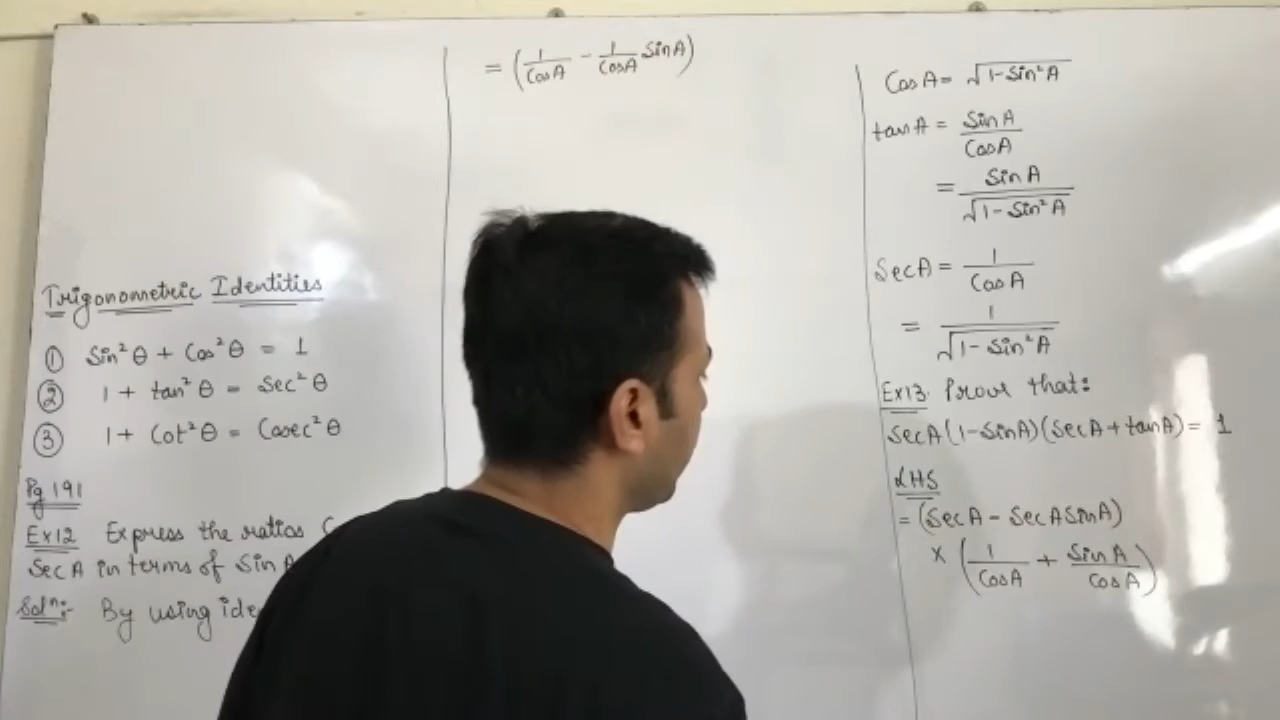 Trigonometric Identities
① Sin²θ + Cos²θ = 1
② 1 + tan²θ = Sec²θ
③ 1 + Cot²θ = Cosec²θ
Pg 191
Ex12 Express the ratios
SecA in terms of SinA
Solⁿ:- By using ide
= (1/CosA - 1/CosA SinA)
CosA = √1-Sin²A
tanA = SinA/CosA
= SinA/√1-Sin²A
SecA = 1/CosA
= 1/√1-Sin²A
Ex13. Prove that:
SecA(1-SinA)(SecA+tanA) = 1
LHS
= (SecA - SecASinA)
× (1/CosA + SinA/CosA)